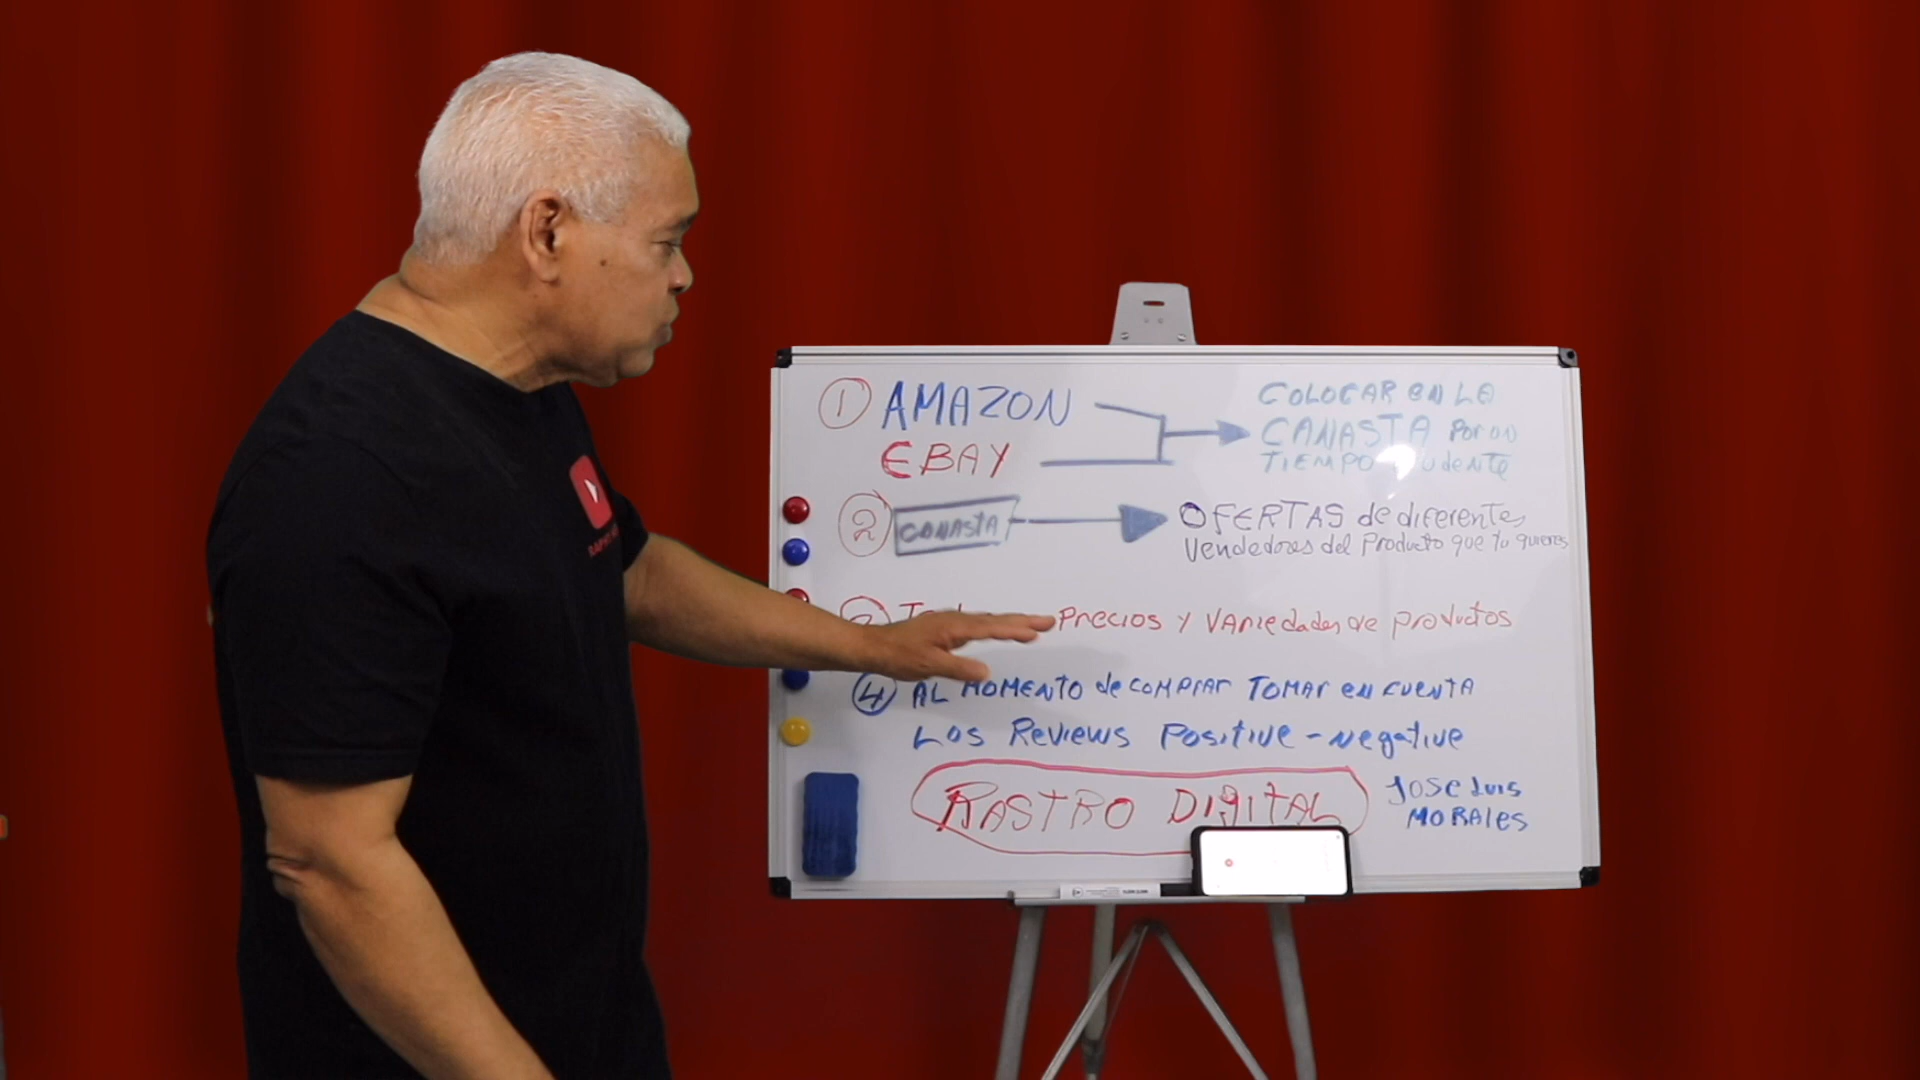 1 AMAZON
EBAY
COLOCAR EN LA
CANASTA POR UN
TIEMPO
2 CANASTA
OFERTAS de diferentes
Vendedores del Producto que tu quieres
Precios y VARiedades de productos
4 AL MOMENTO de COMPRAR TOMAR en CUENTA
Los Reviews Positive - Negative
RASTRO DIGITAL
Jose Luis
MORALes